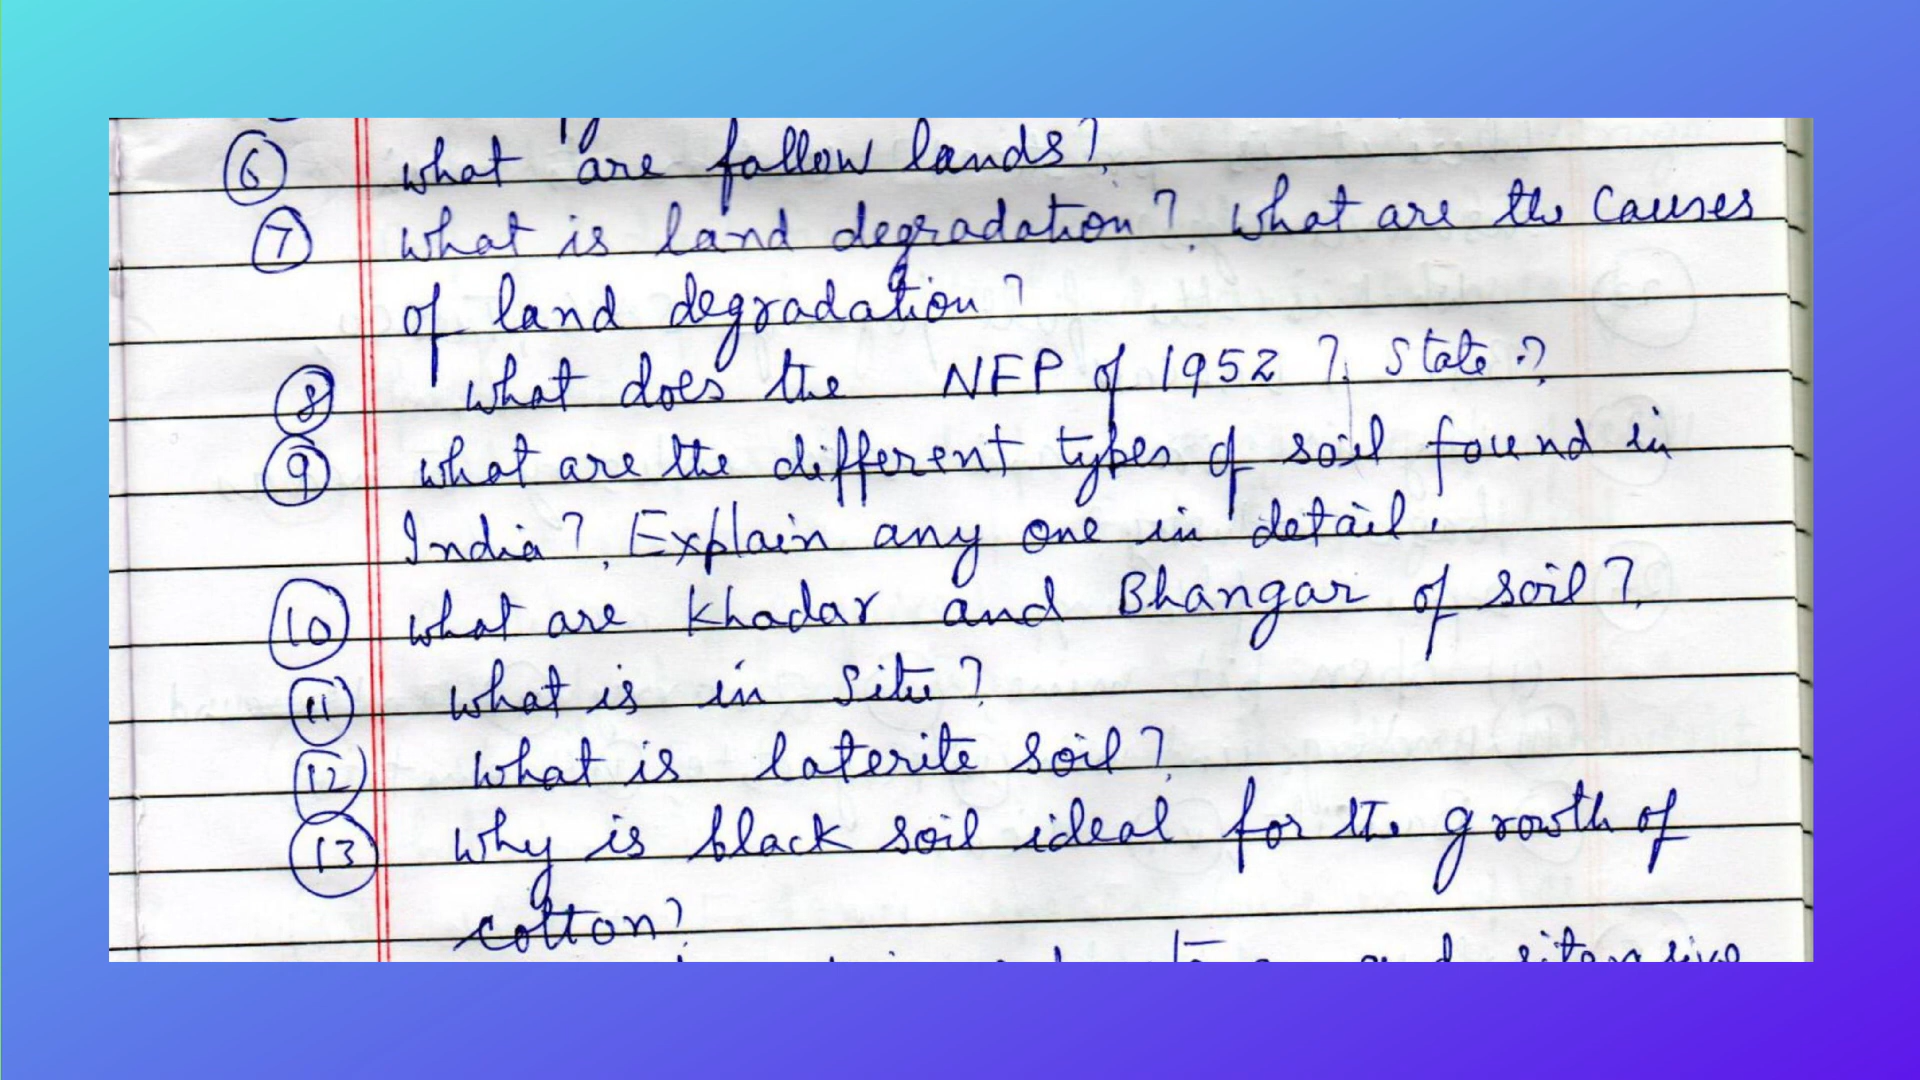 6 What are fallow lands?
7 What is land degradation? What are the causes
of land degradation?
8 What does the NFP of 1952? State?
9 What are the different types of soil found in
India? Explain any one in detail.
10 What are Khadar and Bhangar of soil?
11 What is in situ?
12 What is laterite soil?
13 Why is black soil ideal for the growth of
cotton?